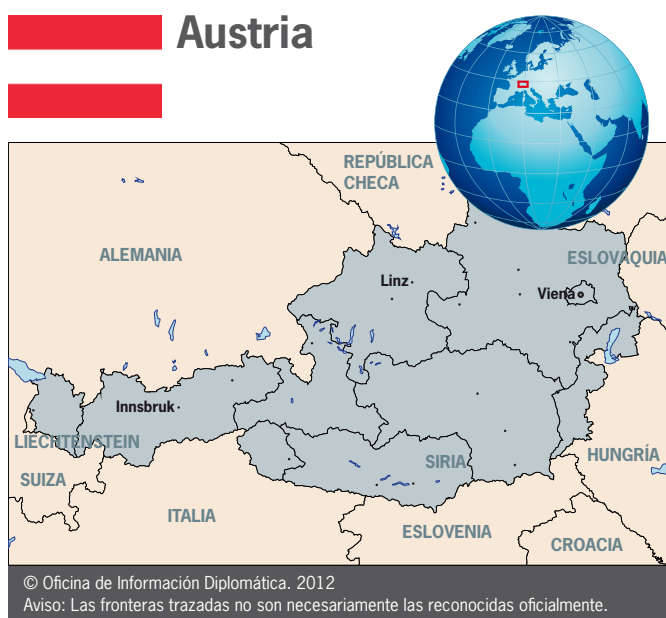 Austria
REPÚBLICA
CHECA
ALEMANIA
ESLOVAQUIA
Linz
Viena
Innsbruk
LIECHTENSTEIN
SUIZA
SIRIA
HUNGRÍA
ITALIA
ESLOVENIA
CROACIA
© Oficina de Información Diplomática. 2012
Aviso: Las fronteras trazadas no son necesariamente las reconocidas oficialmente.